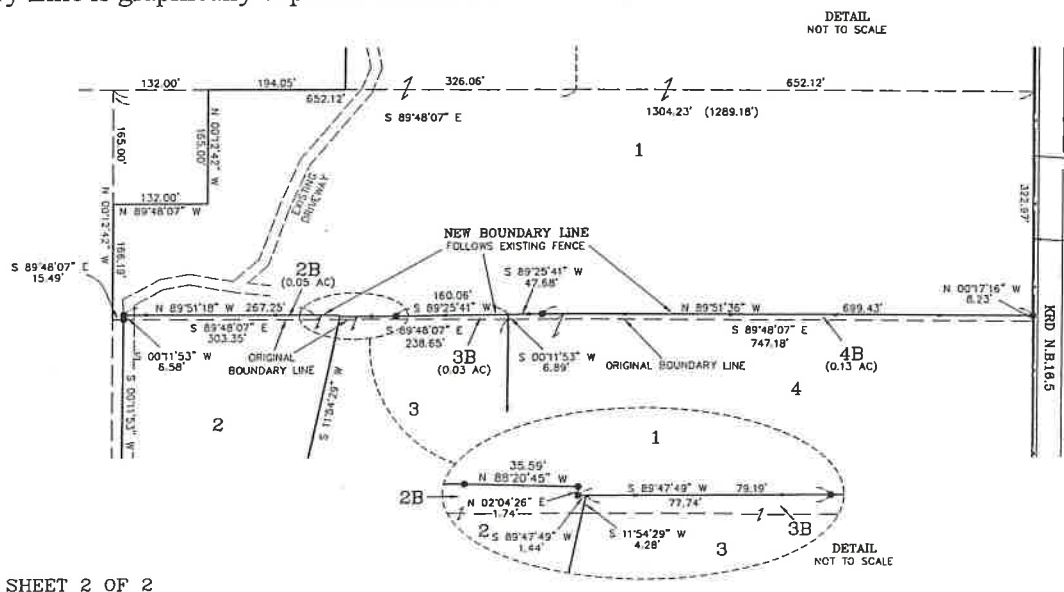 DETAIL
NOT TO SCALE
132.00'
194.05'
652.12'
326.06'
652.12'
S 89°48'07" E
1304.23' (1289.18')
165.00'
N 00°12'42" W
165.00'
N 00°12'42" W
132.00'
N 89°48'07" W
166.19'
EXISTING
DRIVEWAY
1
322.97'
NEW BOUNDARY LINE
FOLLOWS EXISTING FENCE
S 89°48'07" E
15.49'
2B
(0.05 AC)
N 89°51'18" W 267.25'
160.06'
S 89°25'41" W
S 89°25'41" W
47.68'
N 89°51'36" W
699.43'
N 00°17'16" W
8.23'
KRD N.B.16.5
S 89°48'07" E
303.35'
S 89°48'07" E
238.65'
S 89°48'07" E
747.18'
S 00°11'53" W
6.58'
ORIGINAL
BOUNDARY LINE
3B
(0.03 AC)
S 00°11'53" W
6.89'
ORIGINAL BOUNDARY LINE
4B
(0.13 AC)
S 00°11'53" W
2
S 11°54'29" W
3
4
1
35.59'
N 88°20'45" W
S 89°47'49" W 79.19'
77.74'
2B
N 02°04'26" E
1.74'
3B
2
S 89°47'49" W
1.44'
S 11°54'29" W
4.28'
3
DETAIL
NOT TO SCALE
SHEET 2 OF 2